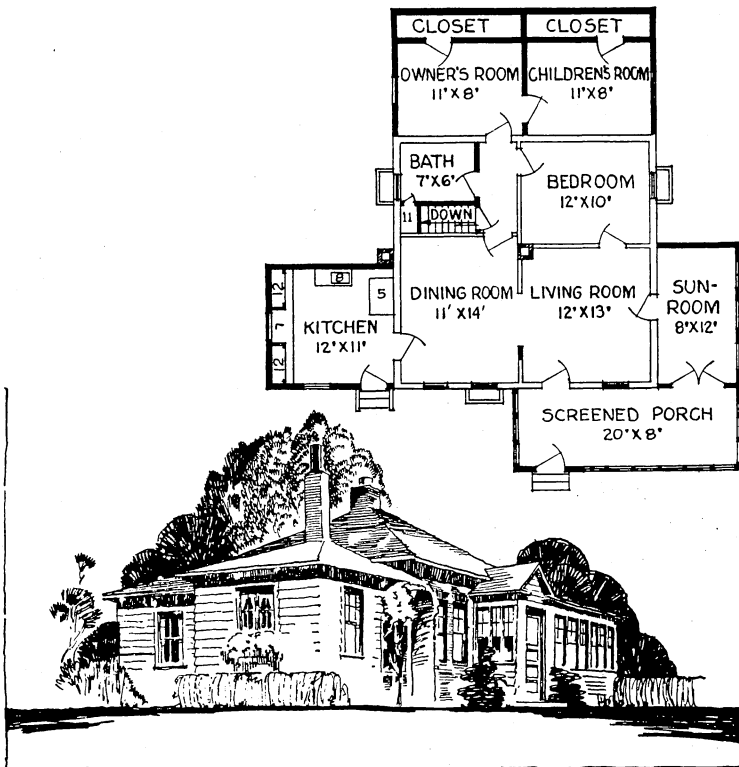 CLOSET
CLOSET
OWNER'S ROOM
11'X8'
CHILDREN'S ROOM
11'X8'
BATH
7'X6'
BEDROOM
12'X10'
11
DOWN
8
12
5
7
12
KITCHEN
12'X11'
DINING ROOM
11'X14'
LIVING ROOM
12'X13'
SUN-
ROOM
8'X12'
SCREENED PORCH
20'X8'